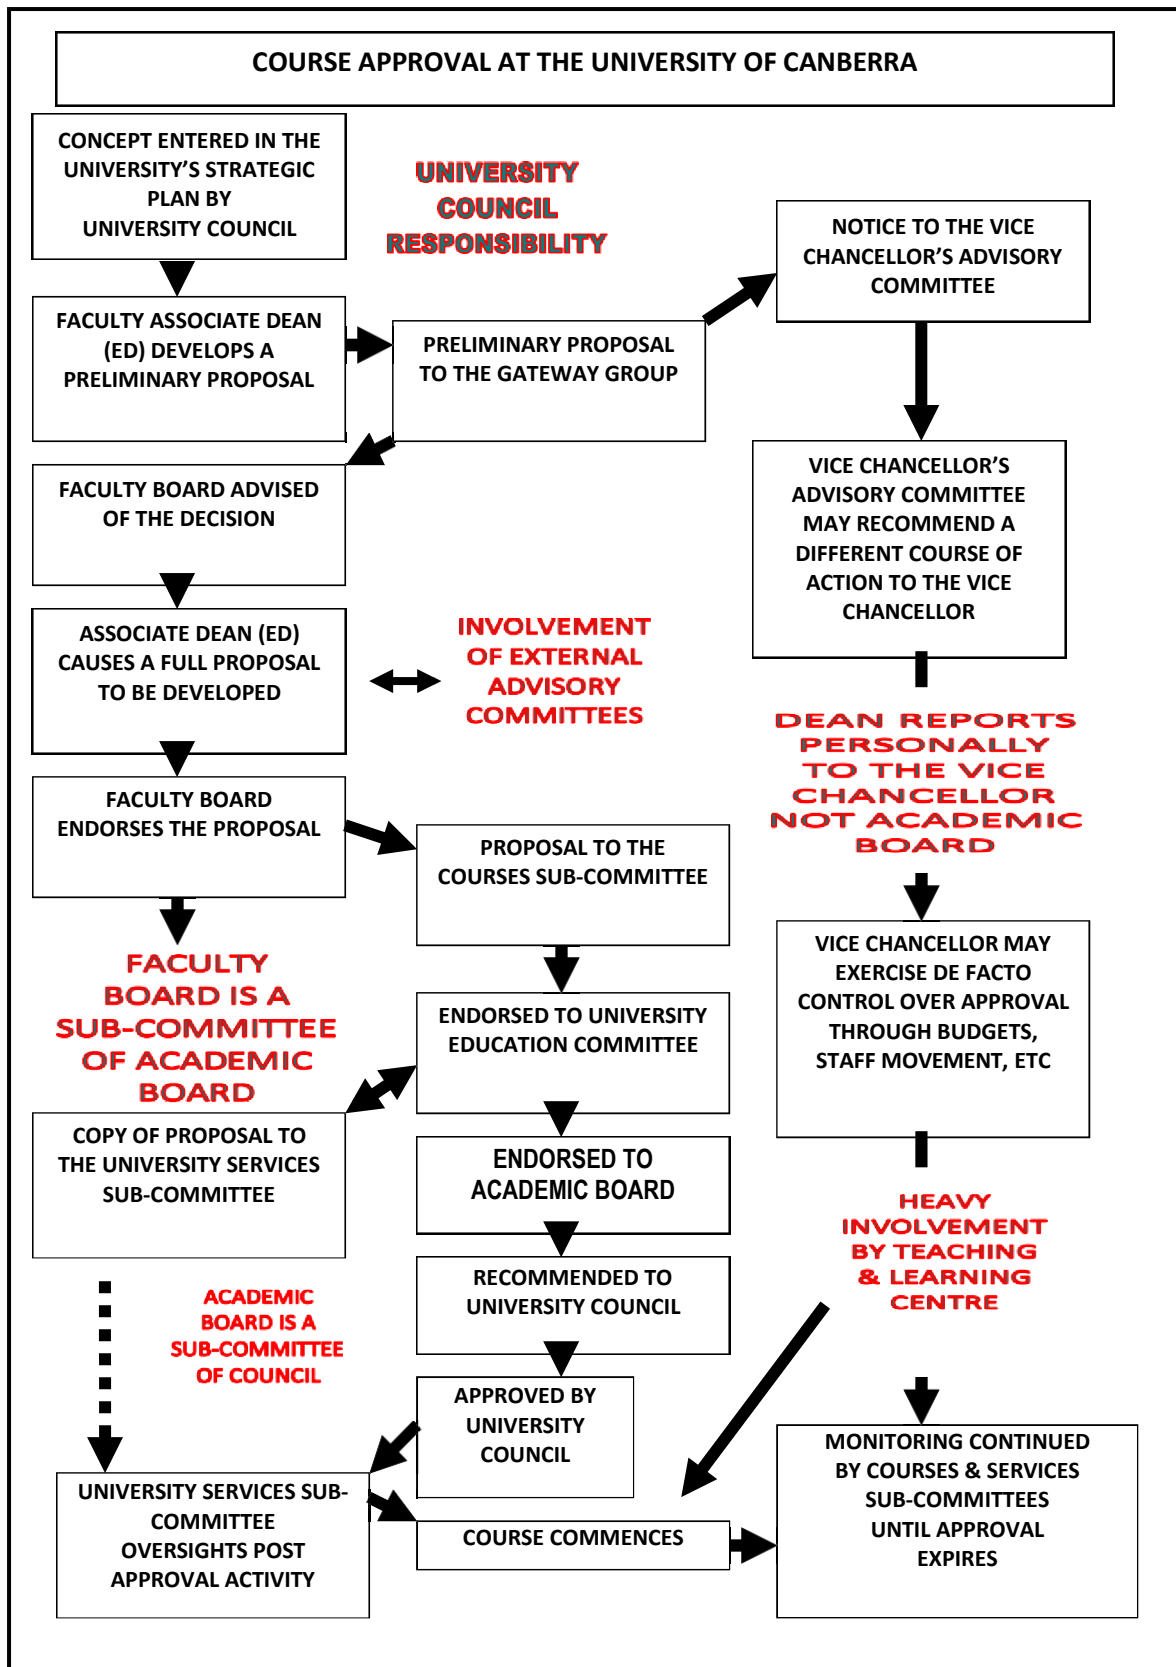 COURSE APPROVAL AT THE UNIVERSITY OF CANBERRA
CONCEPT ENTERED IN THE
UNIVERSITY’S STRATEGIC
PLAN BY
UNIVERSITY COUNCIL
UNIVERSITY
COUNCIL
RESPONSIBILITY
NOTICE TO THE VICE
CHANCELLOR’S ADVISORY
COMMITTEE
FACULTY ASSOCIATE DEAN
(ED) DEVELOPS A
PRELIMINARY PROPOSAL
PRELIMINARY PROPOSAL
TO THE GATEWAY GROUP
VICE CHANCELLOR’S
ADVISORY COMMITTEE
MAY RECOMMEND A
DIFFERENT COURSE OF
ACTION TO THE VICE
CHANCELLOR
FACULTY BOARD ADVISED
OF THE DECISION
ASSOCIATE DEAN (ED)
CAUSES A FULL PROPOSAL
TO BE DEVELOPED
INVOLVEMENT
OF EXTERNAL
ADVISORY
COMMITTEES
DEAN REPORTS
PERSONALLY
TO THE VICE
CHANCELLOR
NOT ACADEMIC
BOARD
FACULTY BOARD
ENDORSES THE PROPOSAL
PROPOSAL TO THE
COURSES SUB-COMMITTEE
VICE CHANCELLOR MAY
EXERCISE DE FACTO
CONTROL OVER APPROVAL
THROUGH BUDGETS,
STAFF MOVEMENT, ETC
FACULTY
BOARD IS A
SUB-COMMITTEE
OF ACADEMIC
BOARD
ENDORSED TO UNIVERSITY
EDUCATION COMMITTEE
COPY OF PROPOSAL TO
THE UNIVERSITY SERVICES
SUB-COMMITTEE
ENDORSED TO
ACADEMIC BOARD
HEAVY
INVOLVEMENT
BY TEACHING
& LEARNING
CENTRE
RECOMMENDED TO
UNIVERSITY COUNCIL
ACADEMIC
BOARD IS A
SUB-COMMITTEE
OF COUNCIL
APPROVED BY
UNIVERSITY
COUNCIL
UNIVERSITY SERVICES SUB-
COMMITTEE
OVERSIGHTS POST
APPROVAL ACTIVITY
COURSE COMMENCES
MONITORING CONTINUED
BY COURSES & SERVICES
SUB-COMMITTEES
UNTIL APPROVAL
EXPIRES